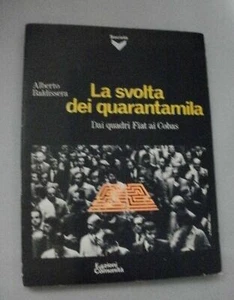 Alberto
Baldissera
La svolta
dei quarantamila
Dai quadri Fiat ai Cobas
Edizioni
Comunità